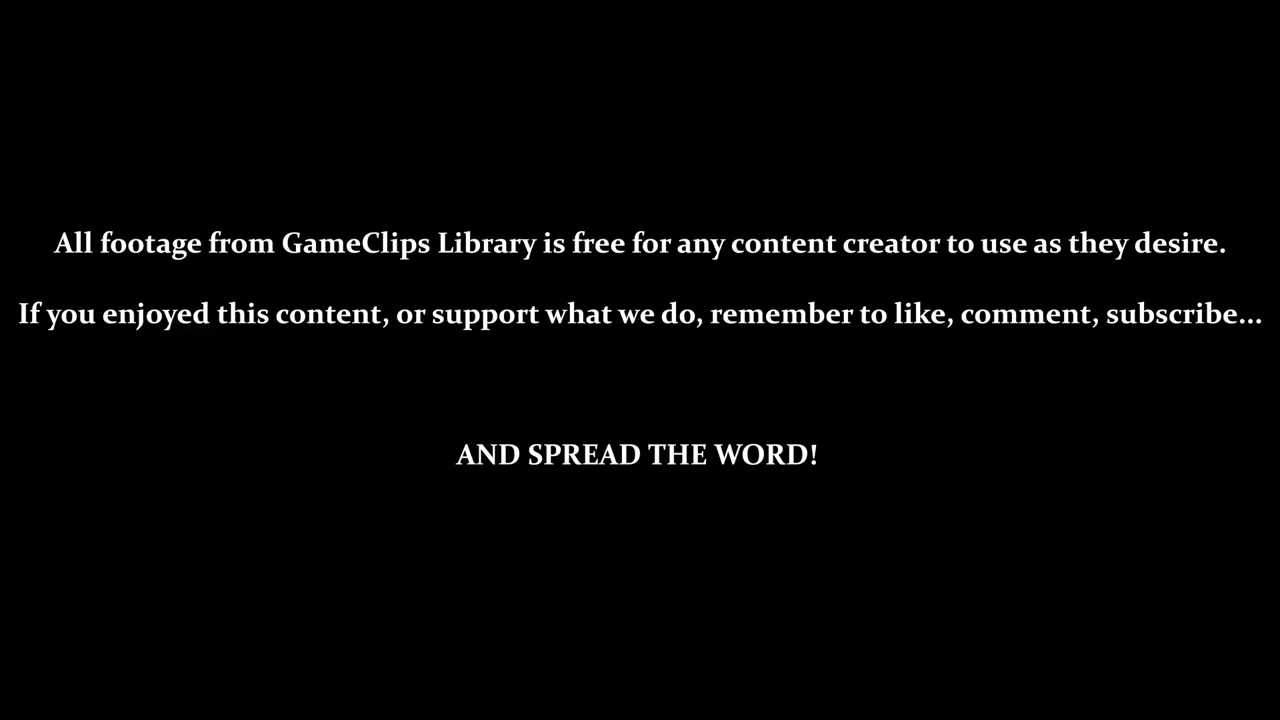 All footage from GameClips Library is free for any content creator to use as they desire.
If you enjoyed this content, or support what we do, remember to like, comment, subscribe...
AND SPREAD THE WORD!